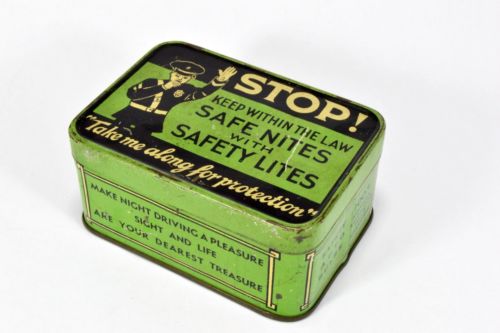 STOP!
KEEP WITHIN THE LAW
SAFE NITES
WITH
SAFETY LITES
"Take me along for protection"
MAKE NIGHT DRIVING A PLEASURE
SIGHT AND LIFE
ARE YOUR DEAREST TREASURE